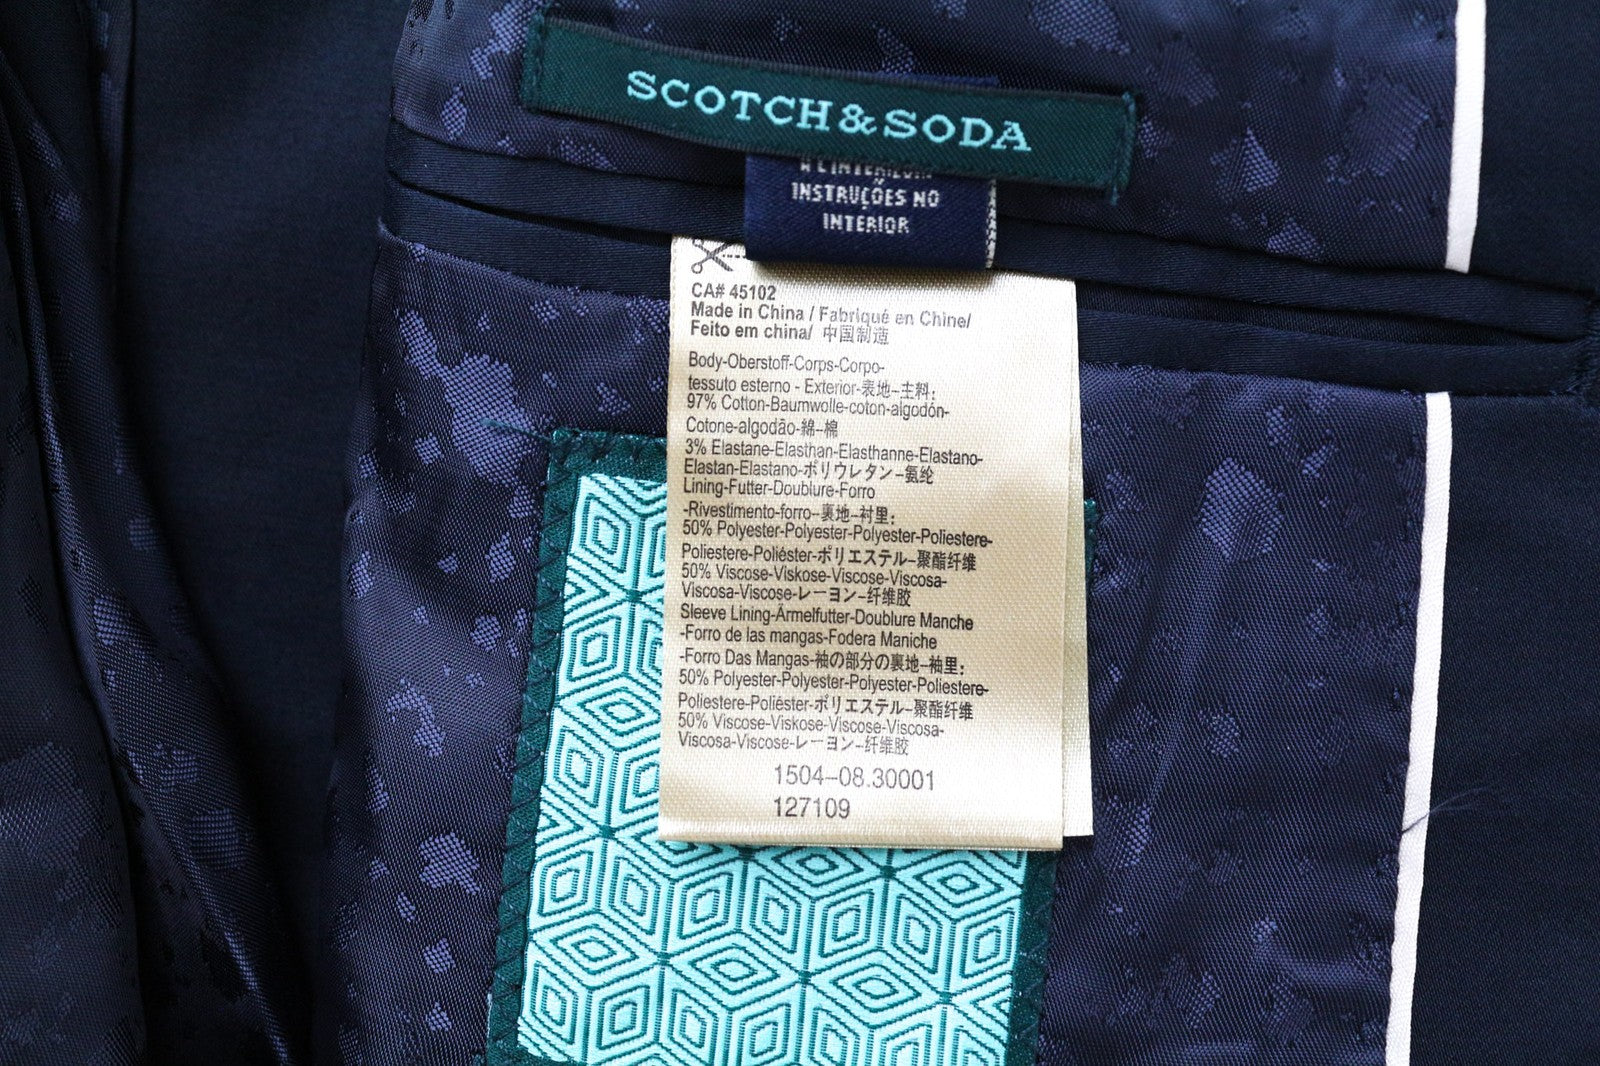 SCOTCH&SODA
INSTRUÇÕES NO
INTERIOR
CA# 45102
Made in China / Fabriqué en Chine/
Feito em china/ 中国制造
Body-Oberstoff-Corps-Corpo-
tessuto esterno - Exterior-表地–主料:
97% Cotton-Baumwolle-coton-algodón-
Cotone-algodão-綿-棉
3% Elastane-Elasthan-Elasthanne-Elastano-
Elastan-Elastano-ポリウレタン–氨纶
Lining-Futter-Doublure-Forro
-Rivestimento-forro-裏地-衬里:
50% Polyester-Polyester-Polyester-Poliestere-
Poliestere-Poliéster-ポリエステル–聚酯纤维
50% Viscose-Viskose-Viscose-Viscosa-
Viscosa-Viscose-レーヨン-纤维胶
Sleeve Lining-Ärmelfutter-Doublure Manche
-Forro de las mangas-Fodera Maniche
-Forro Das Mangas-袖の部分の裏地–袖里:
50% Polyester-Polyester-Polyester-Poliestere-
Poliestere-Poliéster-ポリエステル–聚酯纤维
50% Viscose-Viskose-Viscose-Viscosa-
Viscosa-Viscose-レーヨン-纤维胶
1504–08.30001
127109